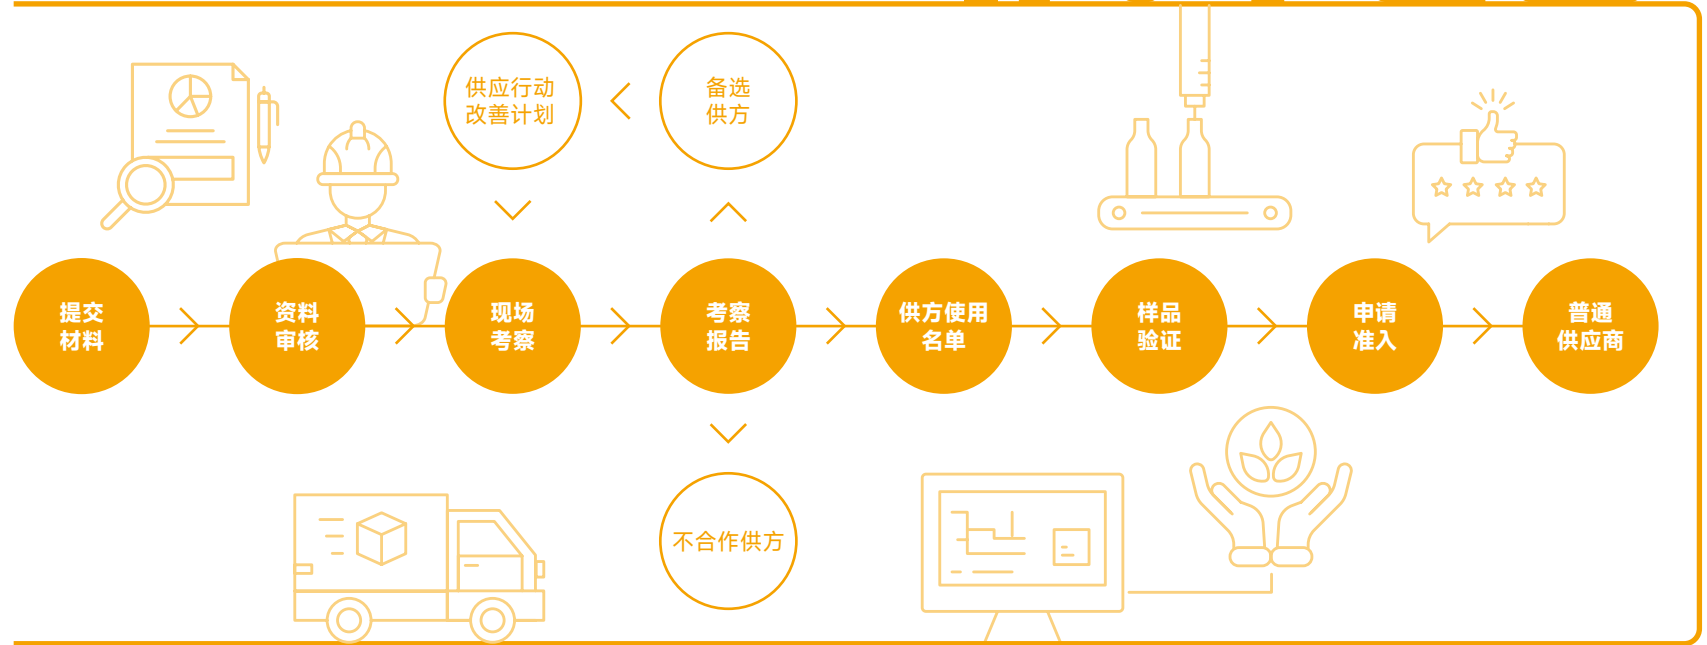 供应行动
改善计划
备选
供方
提交
材料
资料
审核
现场
考察
考察
报告
供方使用
名单
样品
验证
申请
准入
普通
供应商
不合作供方